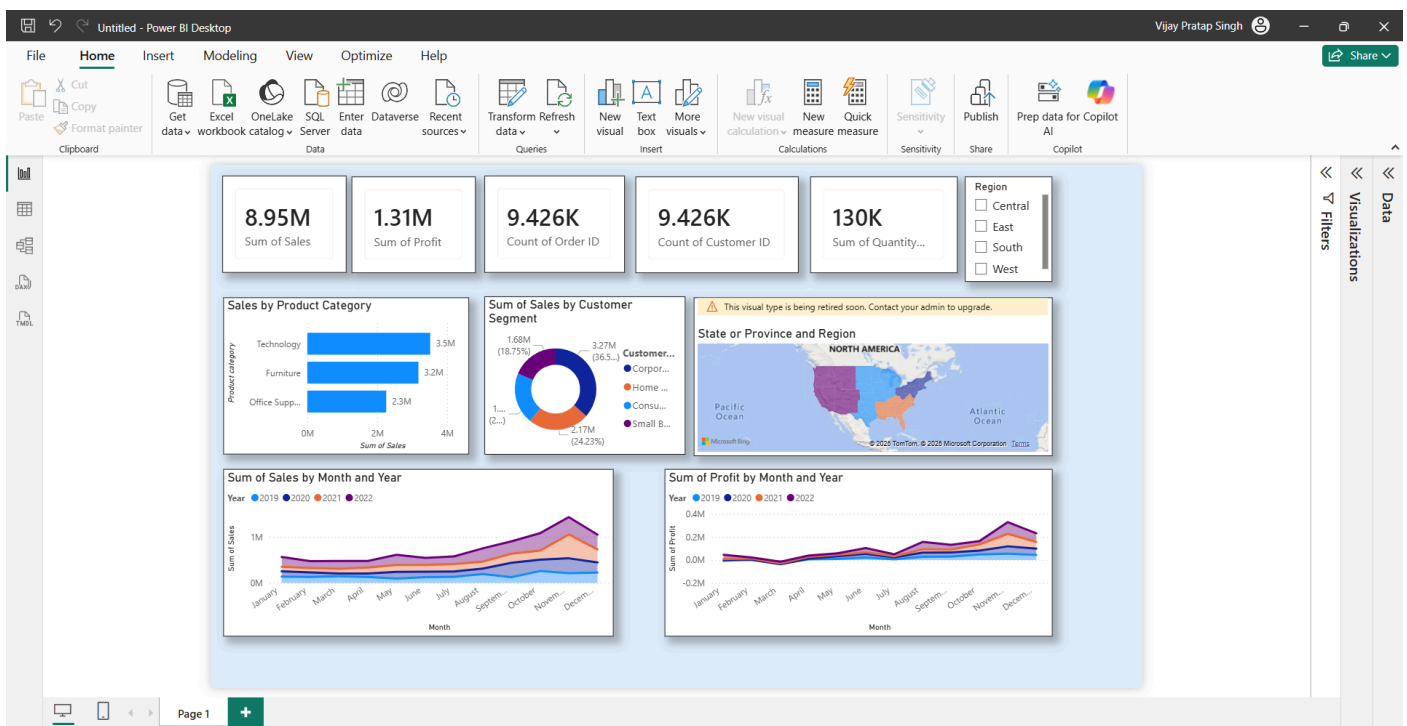 Untitled - Power BI Desktop
Vijay Pratap Singh
File Home Insert Modeling View Optimize Help
Share
Paste
Cut
Copy
Format painter
Clipboard
Get data
Excel workbook
OneLake catalog
SQL Server
Enter data
Dataverse
Recent sources
Data
Transform data
Refresh
Queries
New visual
Text box
More visuals
Insert
New visual calculation
New measure
Quick measure
Calculations
Sensitivity
Sensitivity
Publish
Share
Prep data for AI
Copilot
Copilot
DAX
TMDL
8.95M
Sum of Sales
1.31M
Sum of Profit
9.426K
Count of Order ID
9.426K
Count of Customer ID
130K
Sum of Quantity...
Region
Central
East
South
West
Filters
Visualizations
Data
Sales by Product Category
Product category
Technology 3.5M
Furniture 3.2M
Office Supp... 2.3M
0M 2M 4M
Sum of Sales
Sum of Sales by Customer
Segment
1.68M
(18.75%)
3.27M
(36.5...)
1....
(2...)
2.17M
(24.23%)
Customer...
Corpor...
Home ...
Consu...
Small B...
This visual type is being retired soon. Contact your admin to upgrade.
State or Province and Region
NORTH AMERICA
Pacific
Ocean
Atlantic
Ocean
Microsoft Bing
© 2025 TomTom, © 2025 Microsoft Corporation Terms
Sum of Sales by Month and Year
Year 2019 2020 2021 2022
Sum of Sales
1M
0M
January February March April May June July August Septem... October Novem... Decem...
Month
Sum of Profit by Month and Year
Year 2019 2020 2021 2022
Sum of Profit
0.4M
0.2M
0.0M
-0.2M
January February March April May June July August Septem... October Novem... Decem...
Month
Page 1